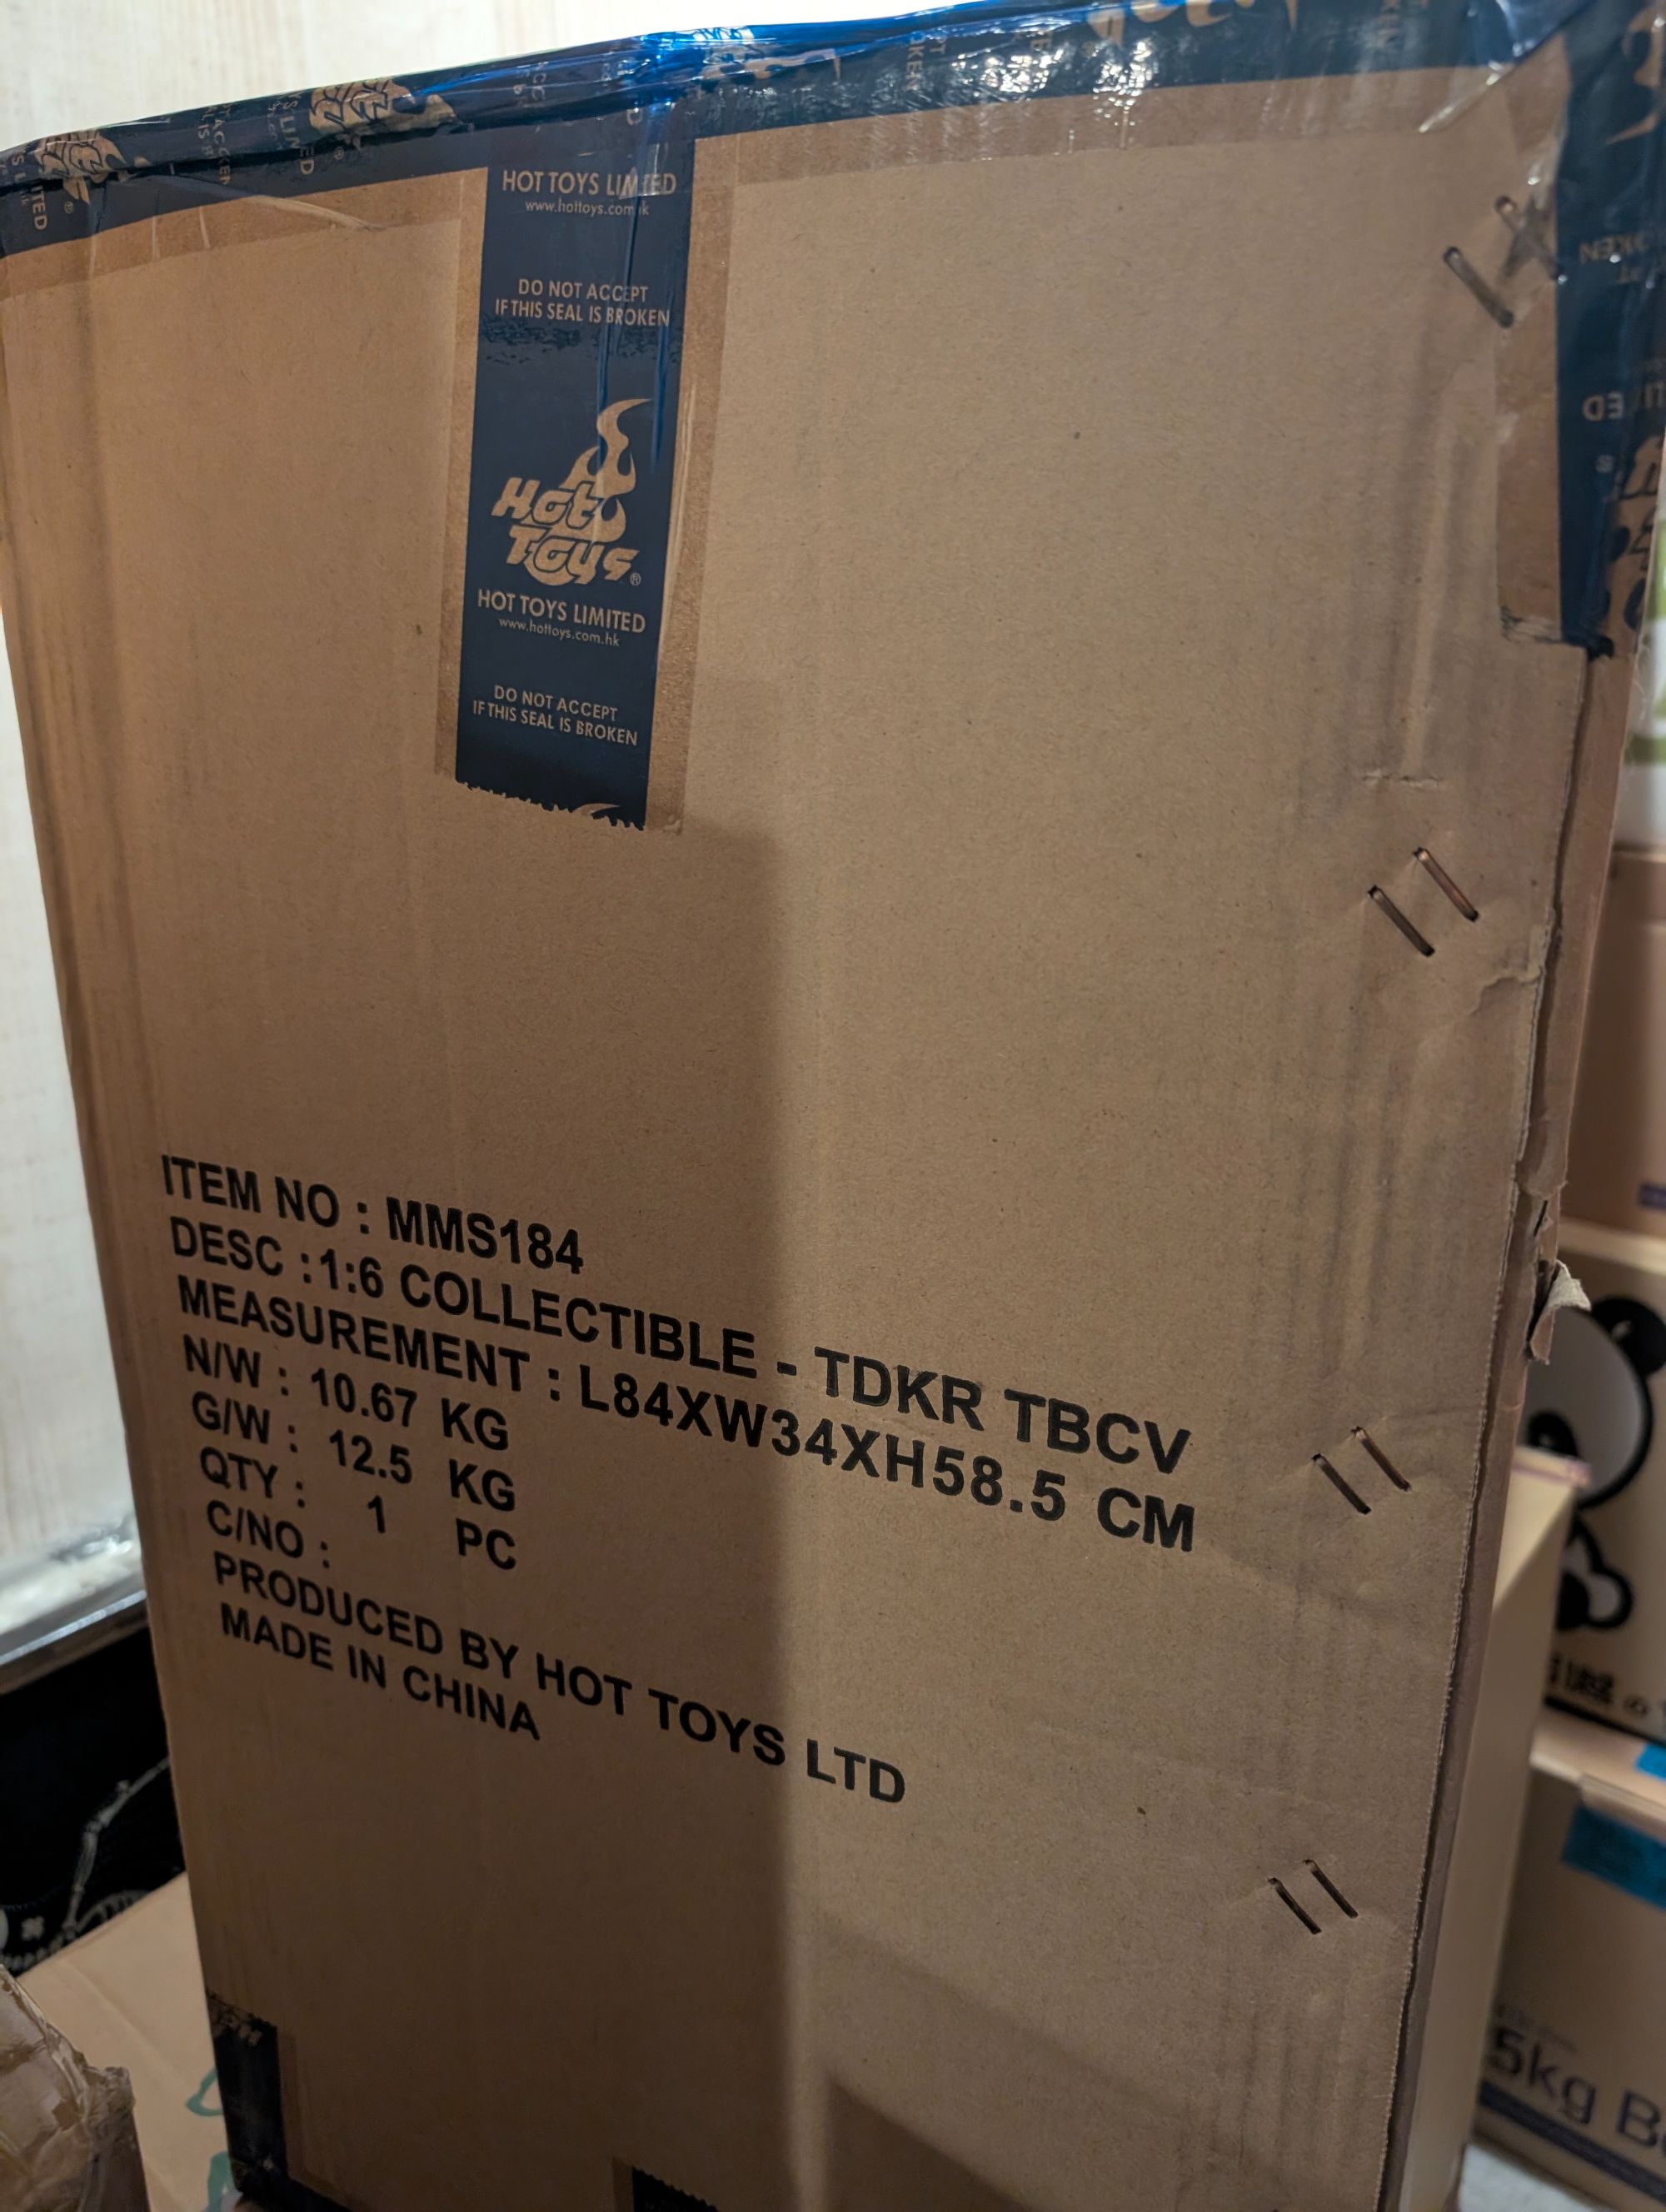 HOT TOYS LIMITED
www.hottoys.com.hk
DO NOT ACCEPT
IF THIS SEAL IS BROKEN
Hot
Toys®
HOT TOYS LIMITED
www.hottoys.com.hk
DO NOT ACCEPT
IF THIS SEAL IS BROKEN
ITEM NO : MMS184
DESC :1:6 COLLECTIBLE - TDKR TBCV
MEASUREMENT : L84XW34XH58.5 CM
N/W : 10.67 KG
G/W : 12.5 KG
QTY : 1 PC
C/NO :
PRODUCED BY HOT TOYS LTD
MADE IN CHINA
5kg